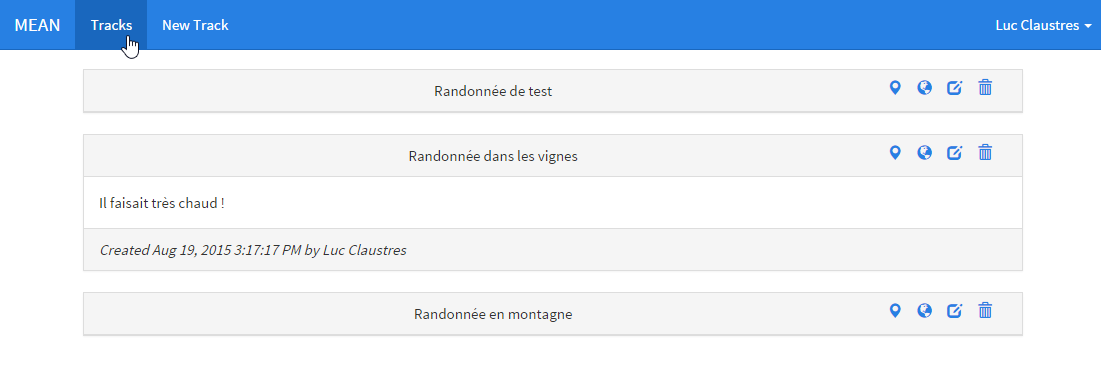 MEAN Tracks New Track Luc Claustres
Randonnée de test
Randonnée dans les vignes
Il faisait très chaud !
Created Aug 19, 2015 3:17:17 PM by Luc Claustres
Randonnée en montagne